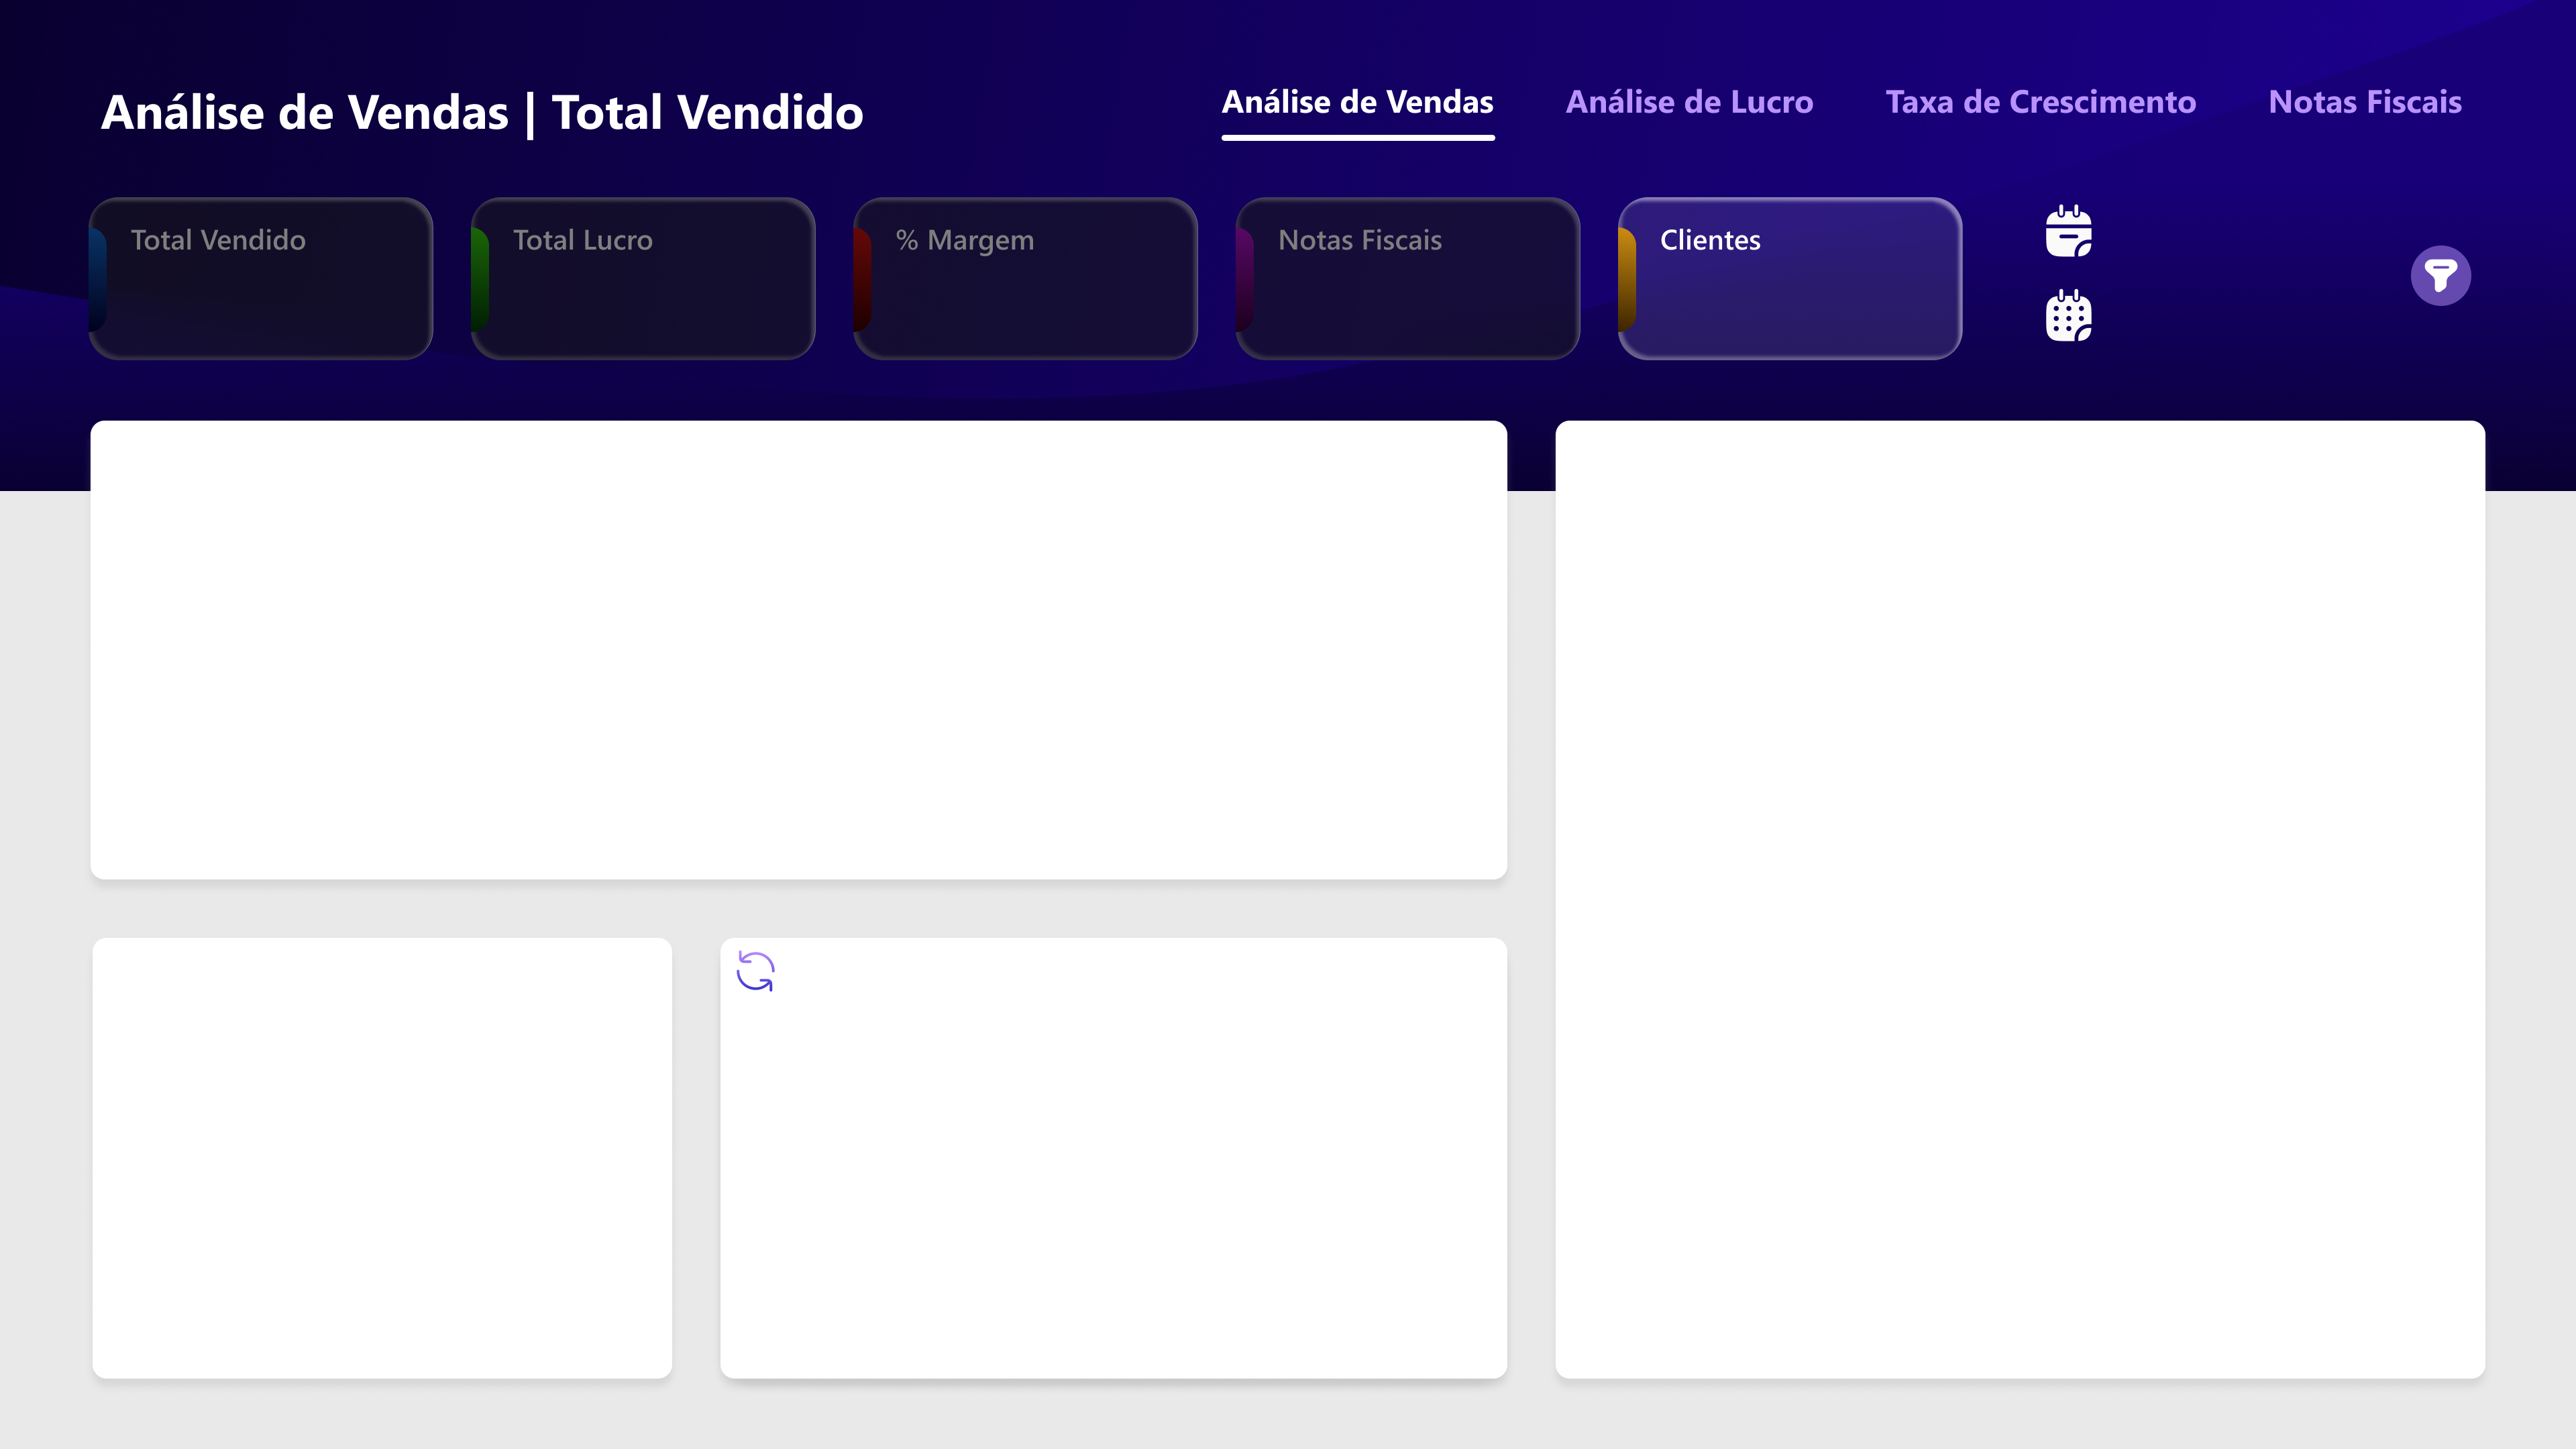 Análise de Vendas | Total Vendido
Análise de Vendas
Análise de Lucro
Taxa de Crescimento
Notas Fiscais
Total Vendido
Total Lucro
% Margem
Notas Fiscais
Clientes